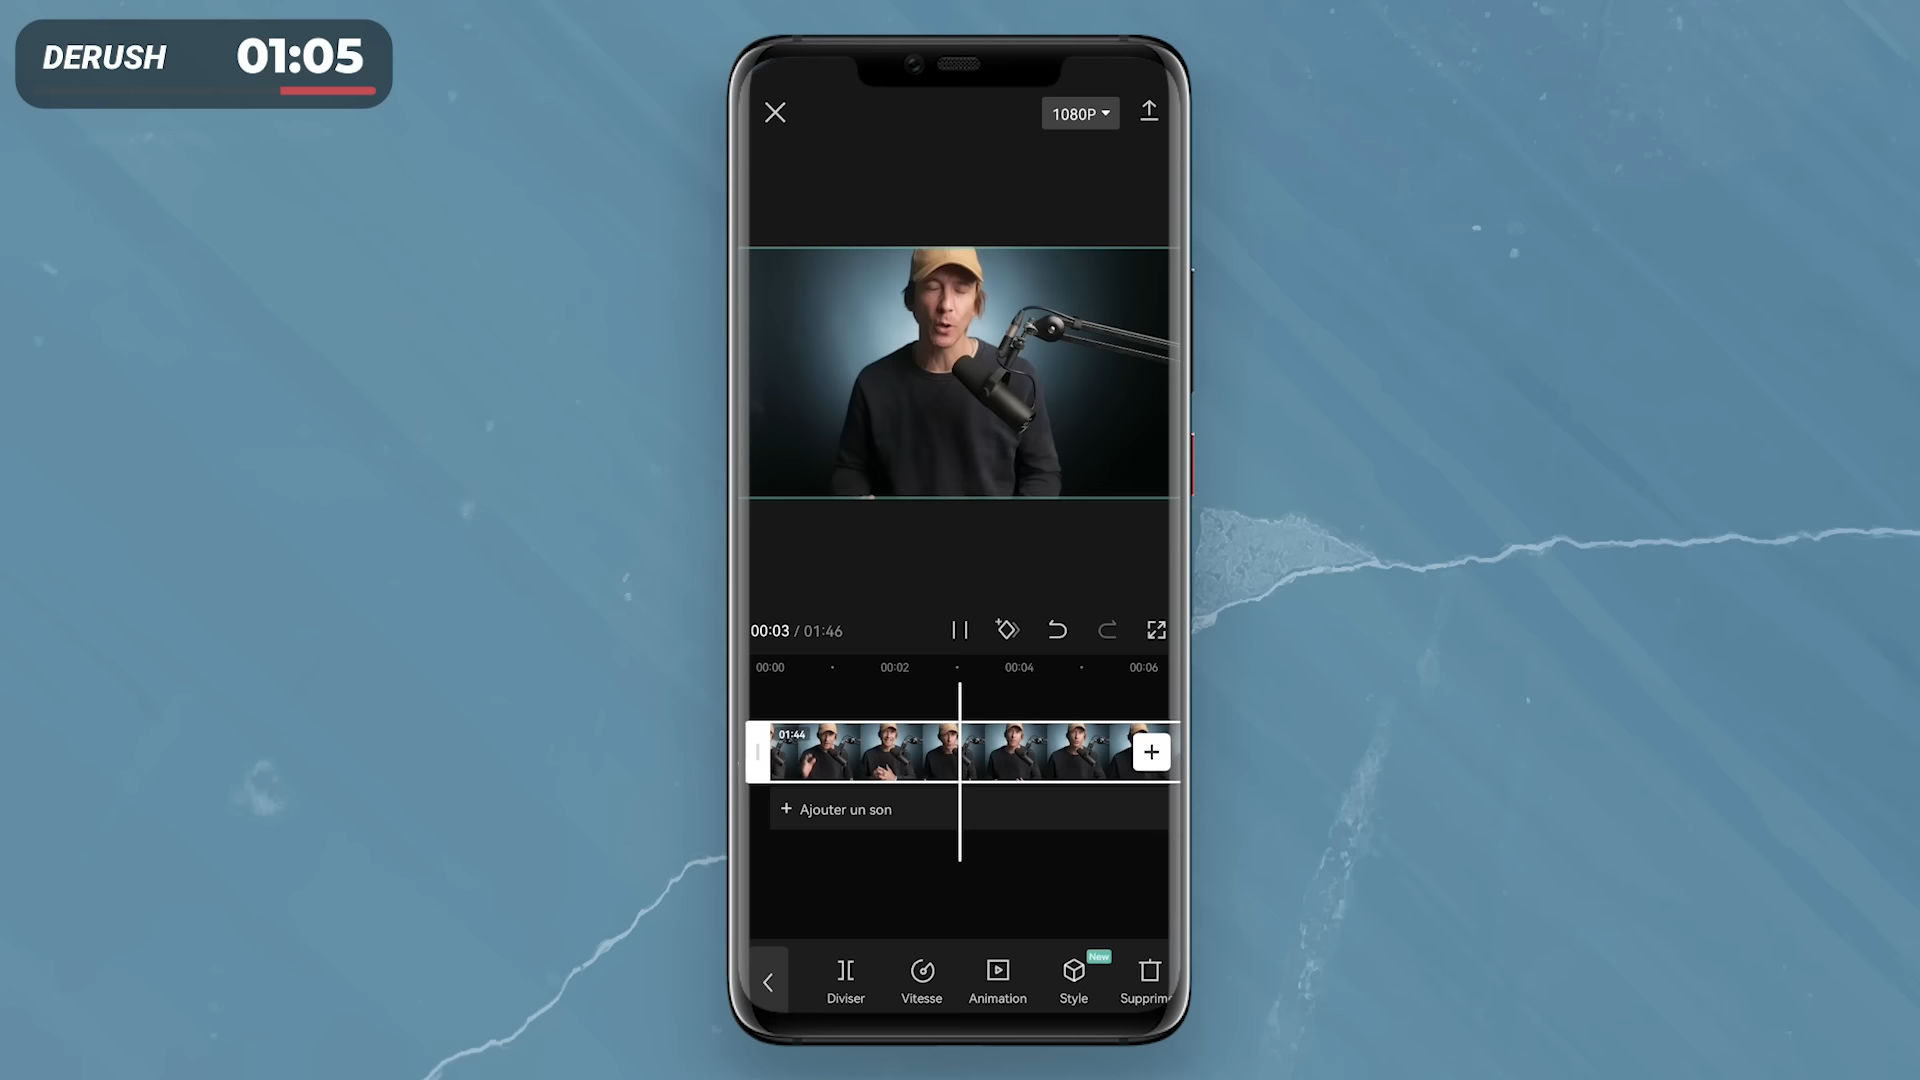 DERUSH 01:05
1080P
00:03 / 01:46
00:00 00:02 00:04 00:06
01:44
+ Ajouter un son
New
Diviser Vitesse Animation Style Supprim